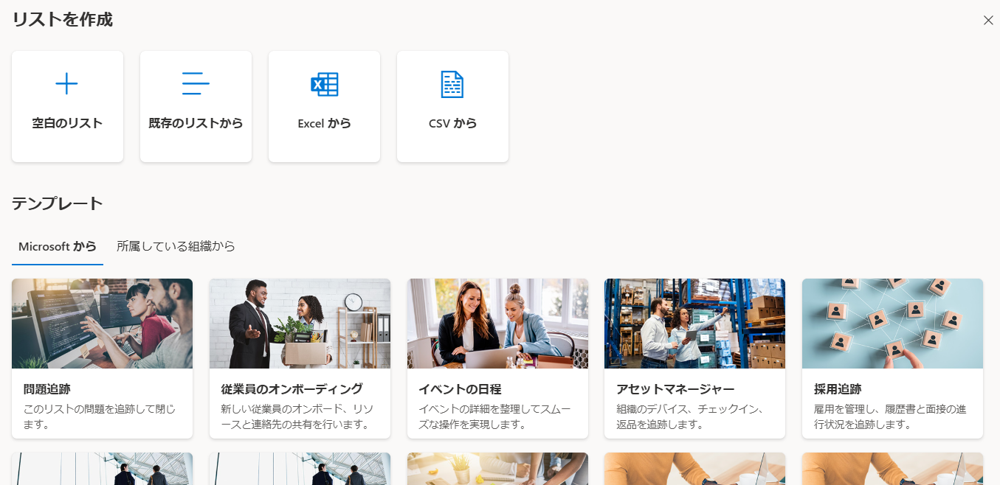 リストを作成
空白のリスト
既存のリストから
Excel から
CSV から
テンプレート
Microsoft から
所属している組織から
問題追跡
このリストの問題を追跡して閉じ
ます。
従業員のオンボーディング
新しい従業員のオンボード、リソ
ースと連絡先の共有を行います。
イベントの日程
イベントの詳細を整理してスムー
ズな操作を実現します。
アセットマネージャー
組織のデバイス、チェックイン、
返品を追跡します。
採用追跡
雇用を管理し、履歴書と面接の進
行状況を追跡します。